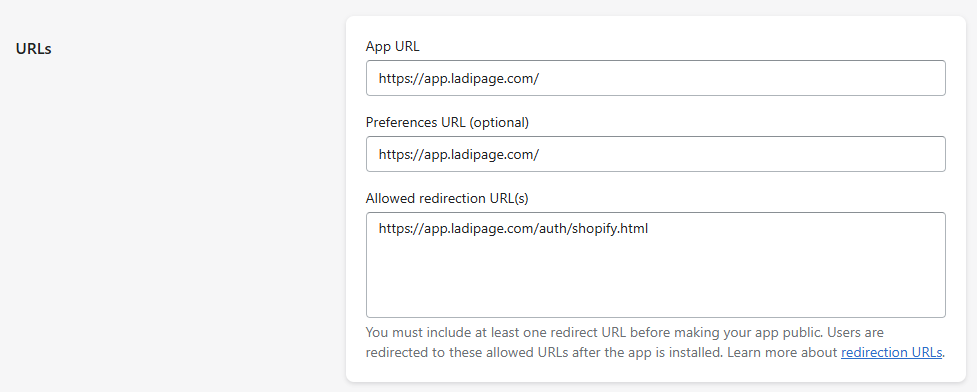 URLs
App URL
https://app.ladipage.com/
Preferences URL (optional)
https://app.ladipage.com/
Allowed redirection URL(s)
https://app.ladipage.com/auth/shopify.html
You must include at least one redirect URL before making your app public. Users are
redirected to these allowed URLs after the app is installed. Learn more about redirection URLs.